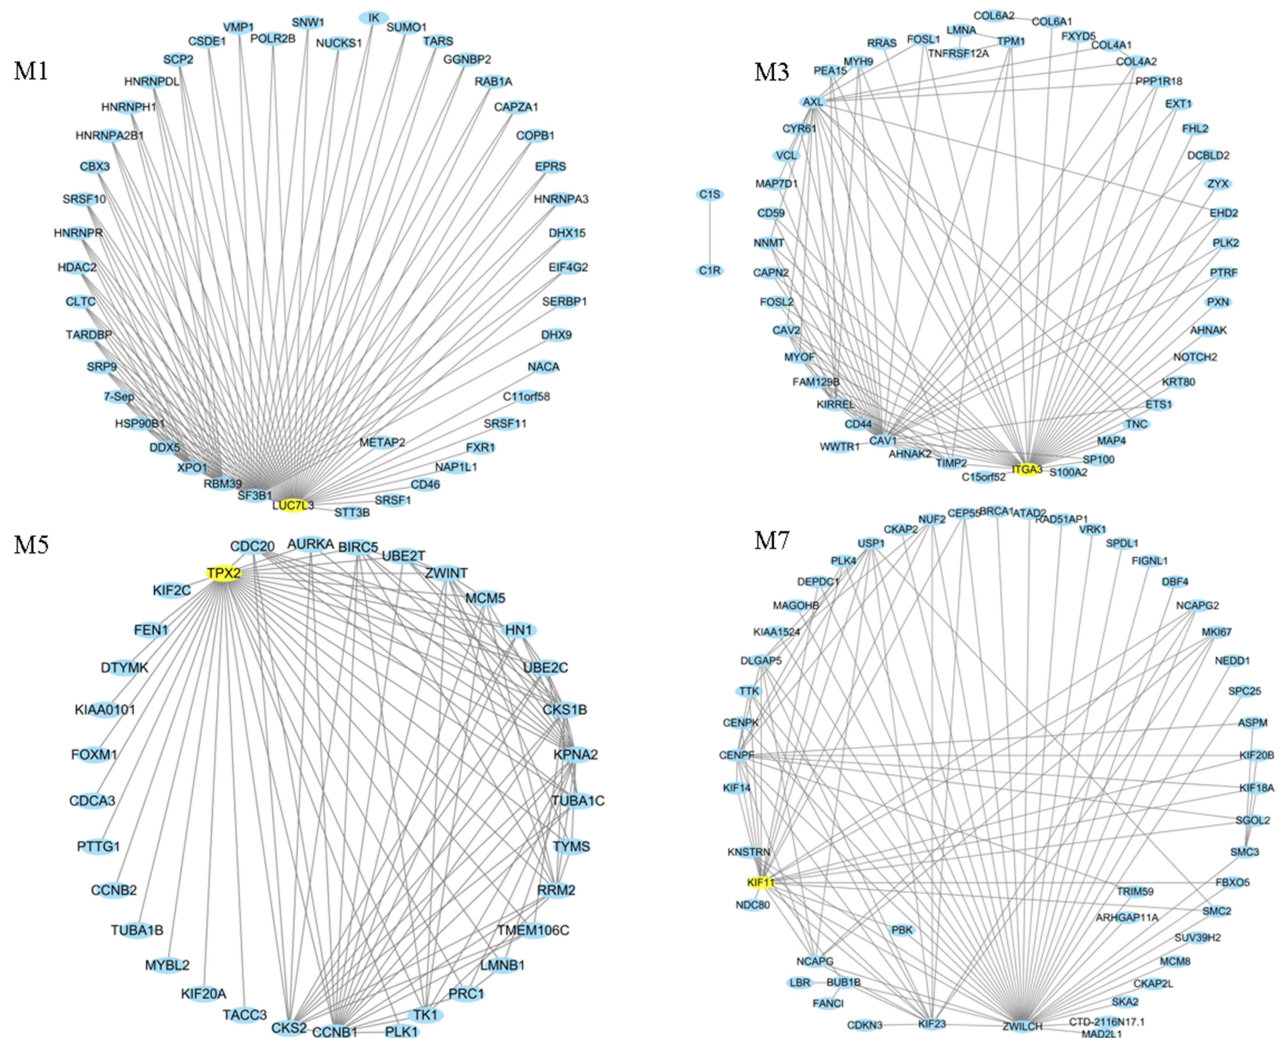 M1
IK
SNW1
SUMO1
VMP1
POLR2B
NUCKS1
TARS
CSDE1
GGNBP2
SCP2
RAB1A
HNRNPDL
CAPZA1
HNRNPH1
COPB1
HNRNPA2B1
EPRS
CBX3
HNRNPA3
SRSF10
DHX15
HNRNPR
EIF4G2
HDAC2
SERBP1
CLTC
DHX9
TARDBP
NACA
SRP9
C11orf58
7-Sep
SRSF11
HSP90B1
METAP2
FXR1
DDX5
NAP1L1
XPO1
CD46
RBM39
SRSF1
SF3B1
LUC7L3
STT3B
M3
COL6A2
COL6A1
LMNA
FXYD5
RRAS
FOSL1
TPM1
COL4A1
TNFRSF12A
MYH9
COL4A2
PEA15
PPP1R18
AXL
EXT1
CYR61
FHL2
VCL
DCBLD2
MAP7D1
ZYX
C1S
CD59
EHD2
NNMT
PLK2
C1R
CAPN2
PTRF
FOSL2
PXN
CAV2
AHNAK
MYOF
NOTCH2
FAM129B
KRT80
KIRREL
ETS1
CD44
TNC
WWTR1
CAV1
MAP4
AHNAK2
TIMP2
SP100
C15orf52
ITGA3
S100A2
M5
CDC20
AURKA
BIRC5
UBE2T
TPX2
ZWINT
KIF2C
MCM5
FEN1
HN1
DTYMK
UBE2C
KIAA0101
CKS1B
FOXM1
KPNA2
CDCA3
TUBA1C
PTTG1
TYMS
CCNB2
RRM2
TUBA1B
TMEM106C
MYBL2
LMNB1
KIF20A
PRC1
TACC3
TK1
CKS2
CCNB1
PLK1
M7
CEP55
BRCA1
ATAD2
RAD51AP1
NUF2
CKAP2
VRK1
USP1
SPDL1
PLK4
FIGNL1
DEPDC1
DBF4
MAGOHB
NCAPG2
KIAA1524
MKI67
DLGAP5
NEDD1
TTK
SPC25
CENPK
ASPM
CENPF
KIF20B
KIF14
KIF18A
SGOL2
KNSTRN
SMC3
KIF11
FBXO5
NDC80
TRIM59
ARHGAP11A
SMC2
PBK
SUV39H2
NCAPG
MCM8
LBR
BUB1B
CKAP2L
FANCI
SKA2
CDKN3
KIF23
ZWILCH
CTD-2116N17.1
MAD2L1